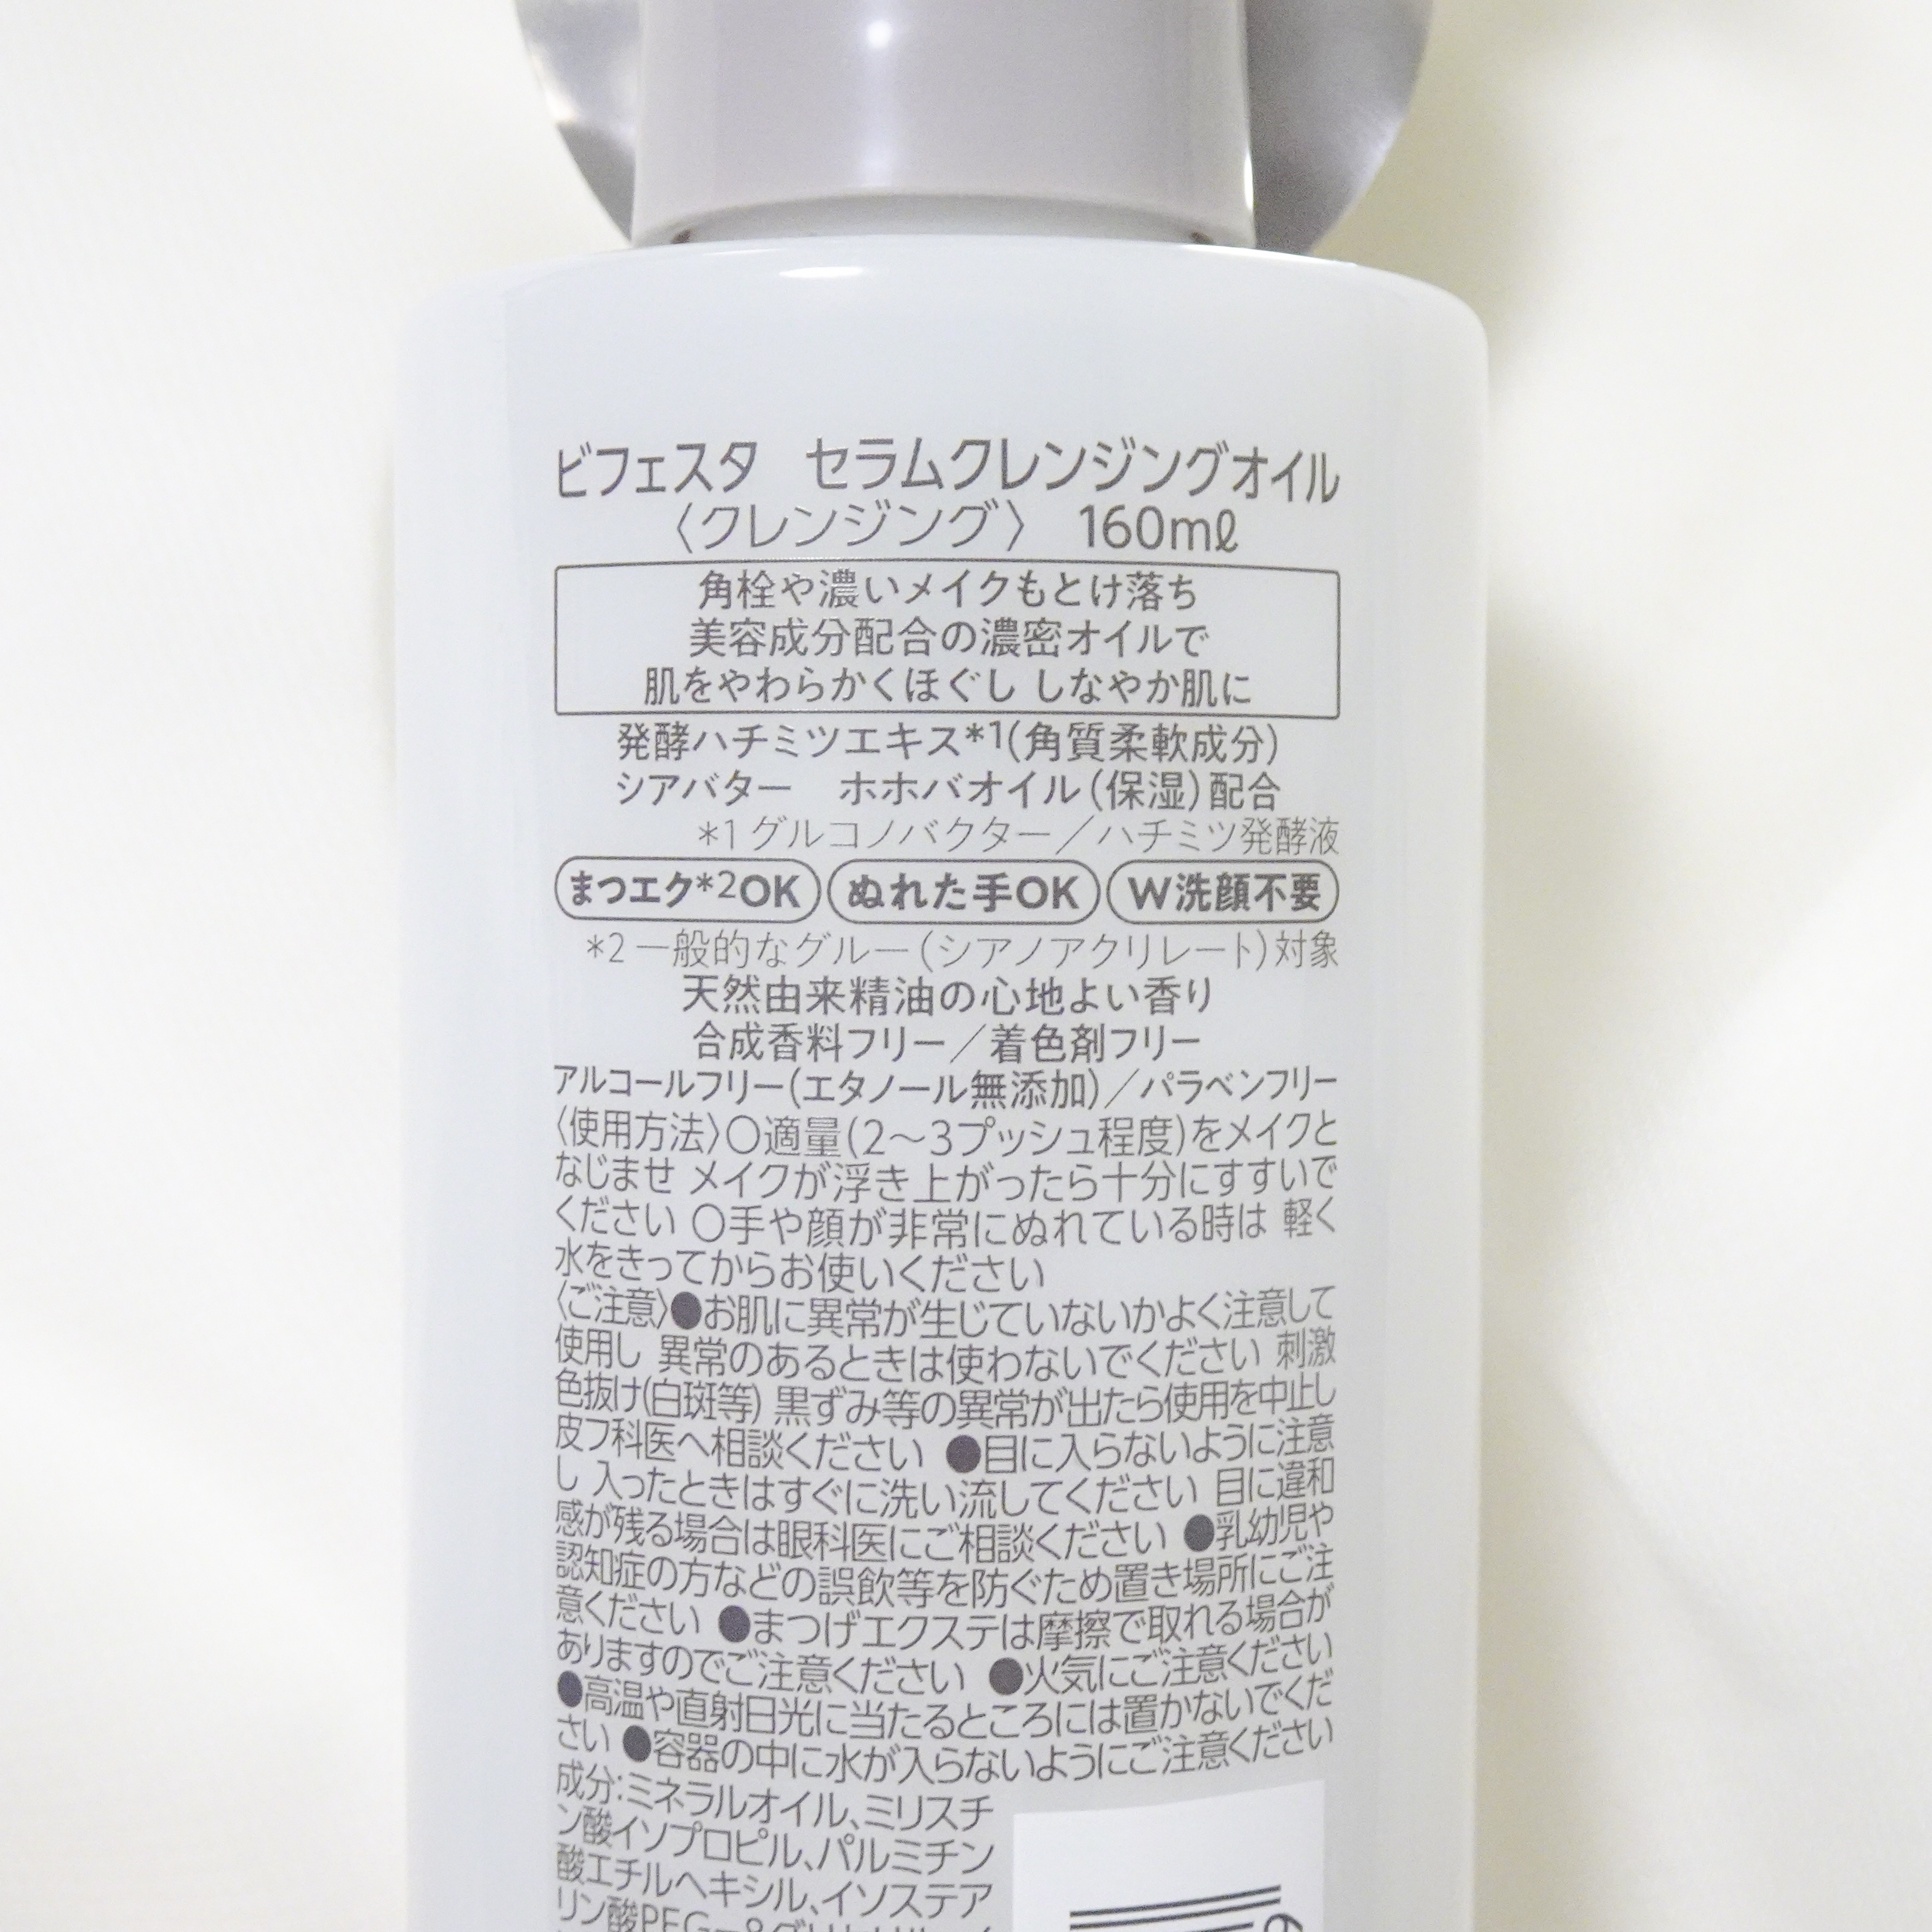 ビフェスタ　セラムクレンジングオイル
〈クレンジング〉 160mℓ
角栓や濃いメイクもとけ落ち
美容成分配合の濃密オイルで
肌をやわらかくほぐし しなやか肌に
発酵ハチミツエキス*1(角質柔軟成分)
シアバター　ホホバオイル(保湿)配合
*1 グルコノバクター／ハチミツ発酵液
まつエク*2OK ぬれた手OK W洗顔不要
*2 一般的なグルー(シアノアクリレート)対象
天然由来精油の心地よい香り
合成香料フリー／着色剤フリー
アルコールフリー(エタノール無添加)／パラベンフリー
〈使用方法〉○適量(2～3プッシュ程度)をメイクと
なじませ メイクが浮き上がったら十分にすすいで
ください ○手や顔が非常にぬれている時は 軽く
水をきってからお使いください
〈ご注意〉●お肌に異常が生じていないかよく注意して
使用し 異常のあるときは使わないでください 刺激
色抜け(白斑等) 黒ずみ等の異常が出たら使用を中止し
皮フ科医へ相談ください ●目に入らないように注意
し 入ったときはすぐに洗い流してください 目に違和
感が残る場合は眼科医にご相談ください ●乳幼児や
認知症の方などの誤飲等を防ぐため置き場所にご注
意ください ●まつげエクステは摩擦で取れる場合が
ありますのでご注意ください ●火気にご注意ください
●高温や直射日光に当たるところには置かないでくだ
さい ●容器の中に水が入らないようにご注意ください
成分:ミネラルオイル、ミリスチ
ン酸イソプロピル、パルミチン
酸エチルヘキシル、イソステア
リン酸PEG－8グリセリル、イ